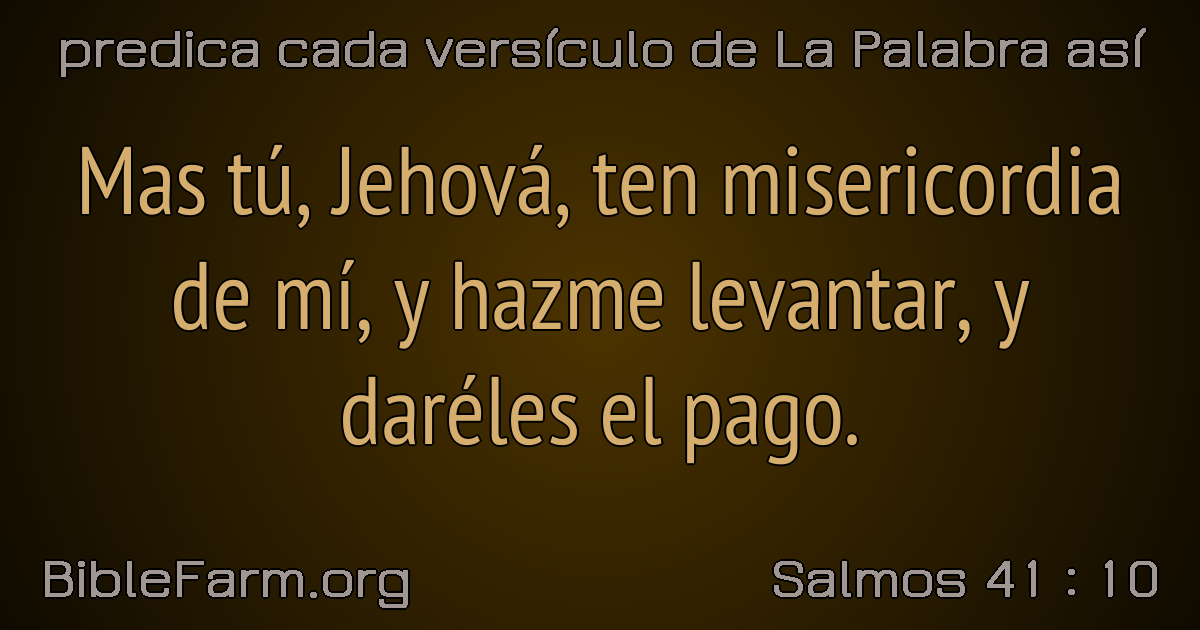 predica cada versículo de La Palabra así
Mas tú, Jehová, ten misericordia
de mí, y hazme levantar, y
daréles el pago.
BibleFarm.org
Salmos 41 : 10